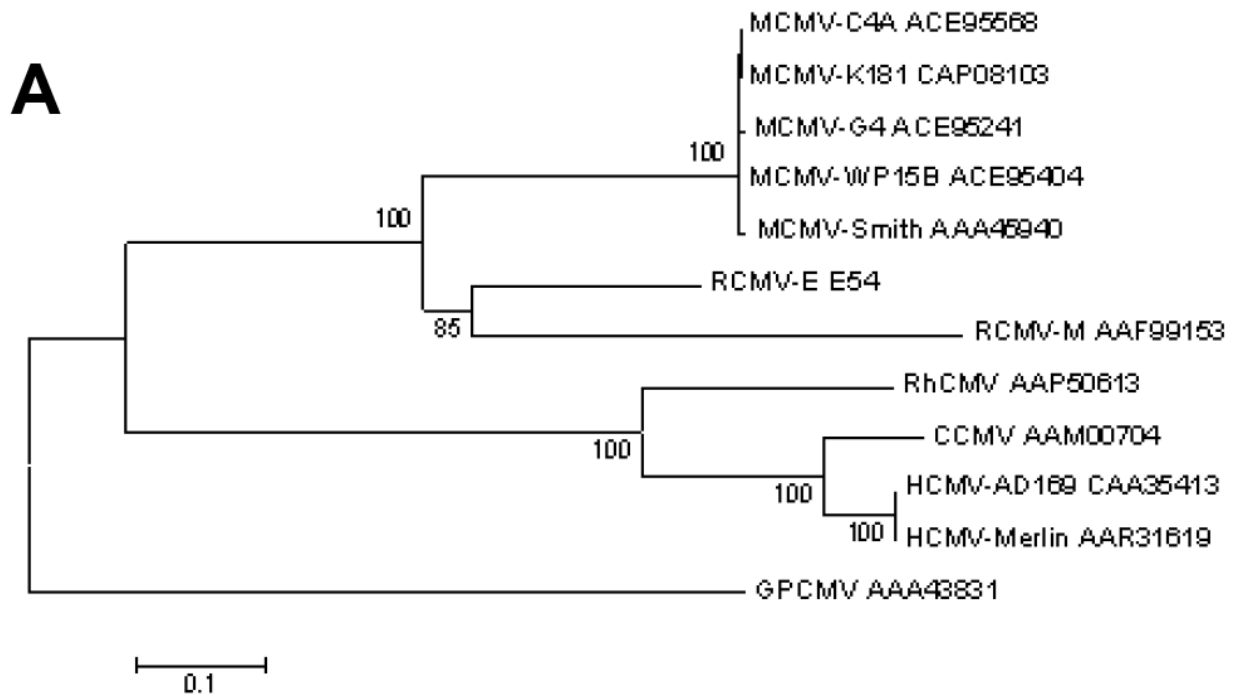 A
MCMV-C4A ACE95568
MCMV-K181 CAP08103
MCMV-G4 ACE95241
100
MCMV-WP15B ACE95404
100
MCMV-Smith AAA45940
RCMV-E E54
85
RCMV-M AAF99153
RhCMV AAP50613
100
CCMV AAM00704
100
HCMV-AD169 CAA35413
100
HCMV-Merlin AAR31619
GPCMV AAA43831
0.1